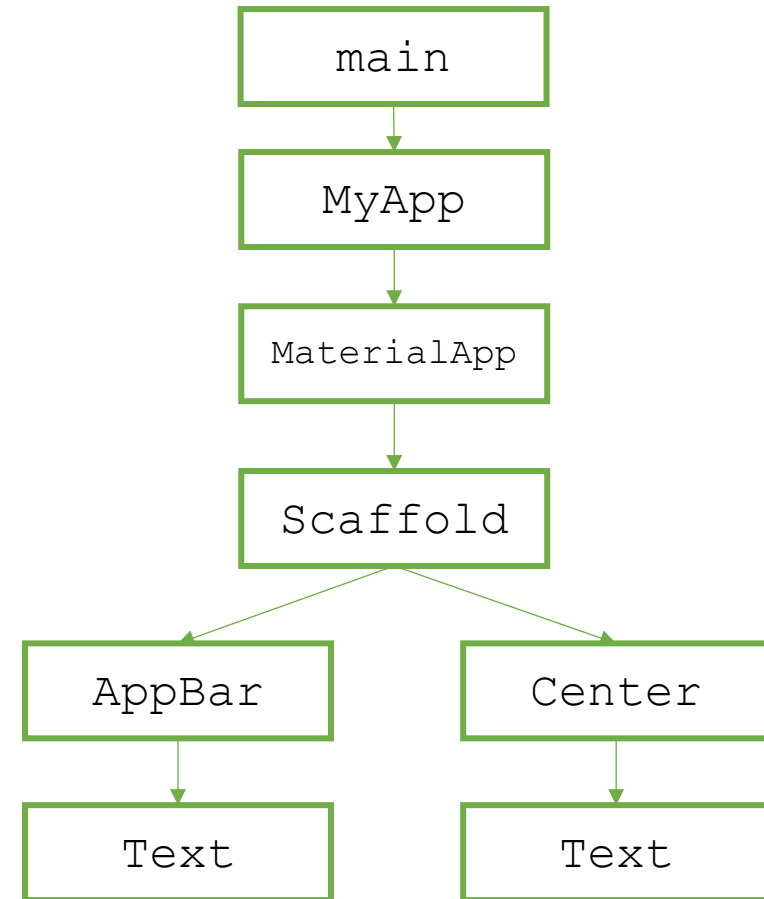 main
MyApp
MaterialApp
Scaffold
AppBar
Center
Text
Text